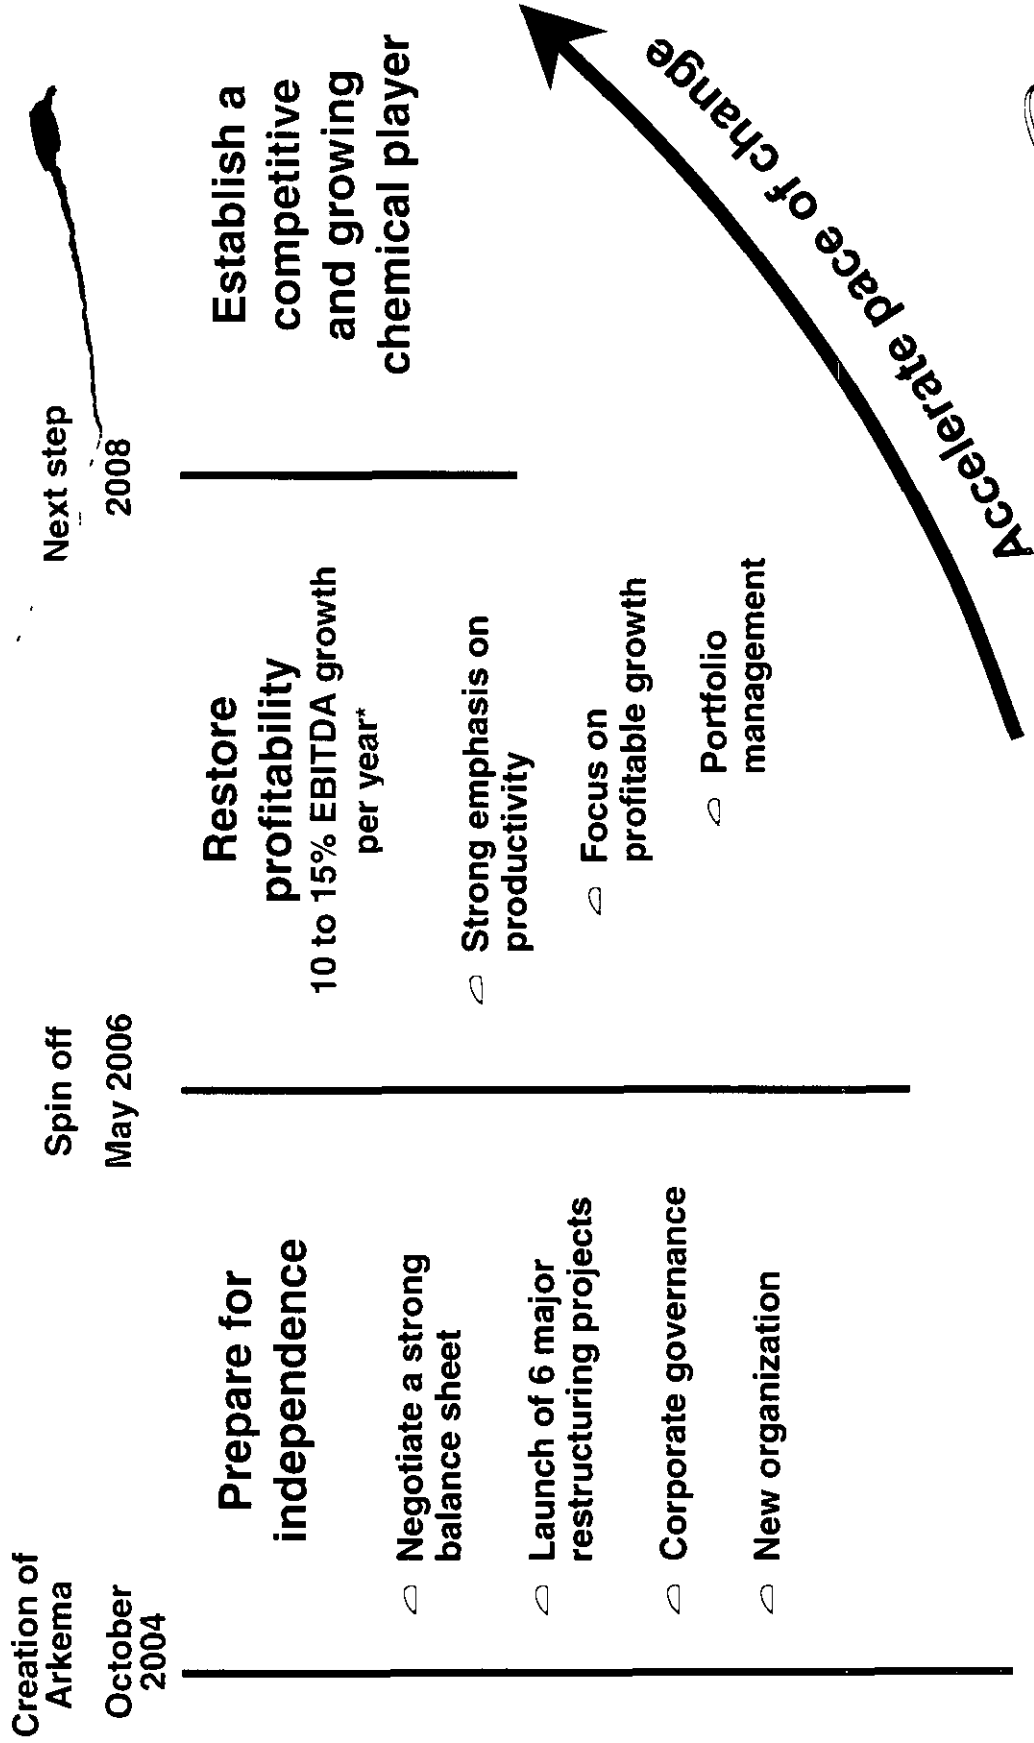 Creation of
Arkema
October
2004
Prepare for
independence
Negotiate a strong
balance sheet
Launch of 6 major
restructuring projects
Corporate governance
New organization
Spin off
May 2006
Restore
profitability
10 to 15% EBITDA growth
per year*
Strong emphasis on
productivity
Focus on
profitable growth
Portfolio
management
Next step
2008
Establish a
competitive
and growing
chemical player
Accelerate pace of change